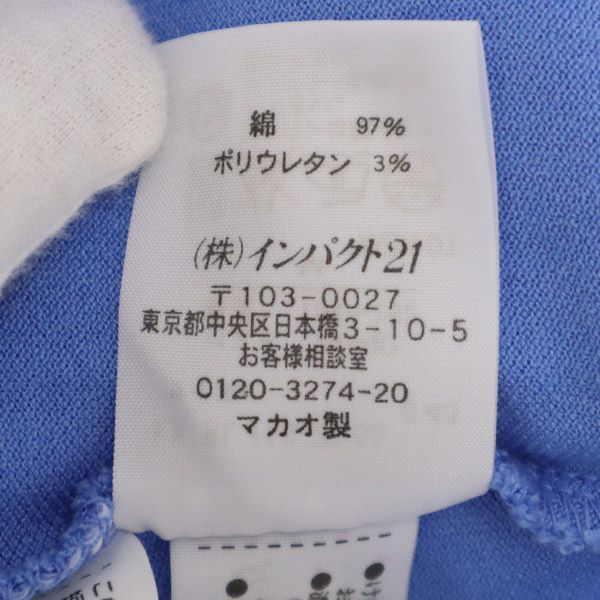 綿 97%
ポリウレタン 3%
(株)インパクト21
〒103-0027
東京都中央区日本橋3-10-5
お客様相談室
0120-3274-20
マカオ製